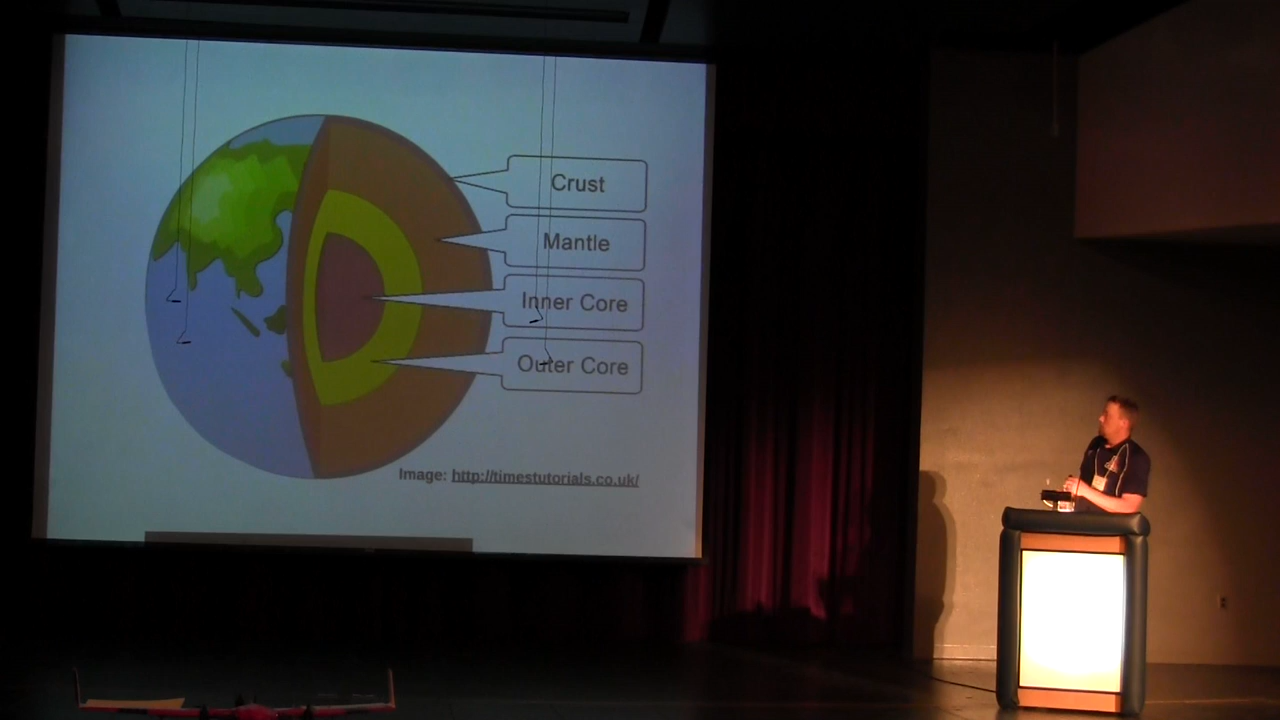 Crust
Mantle
Inner Core
Outer Core
Image: http://timestutorials.co.uk/